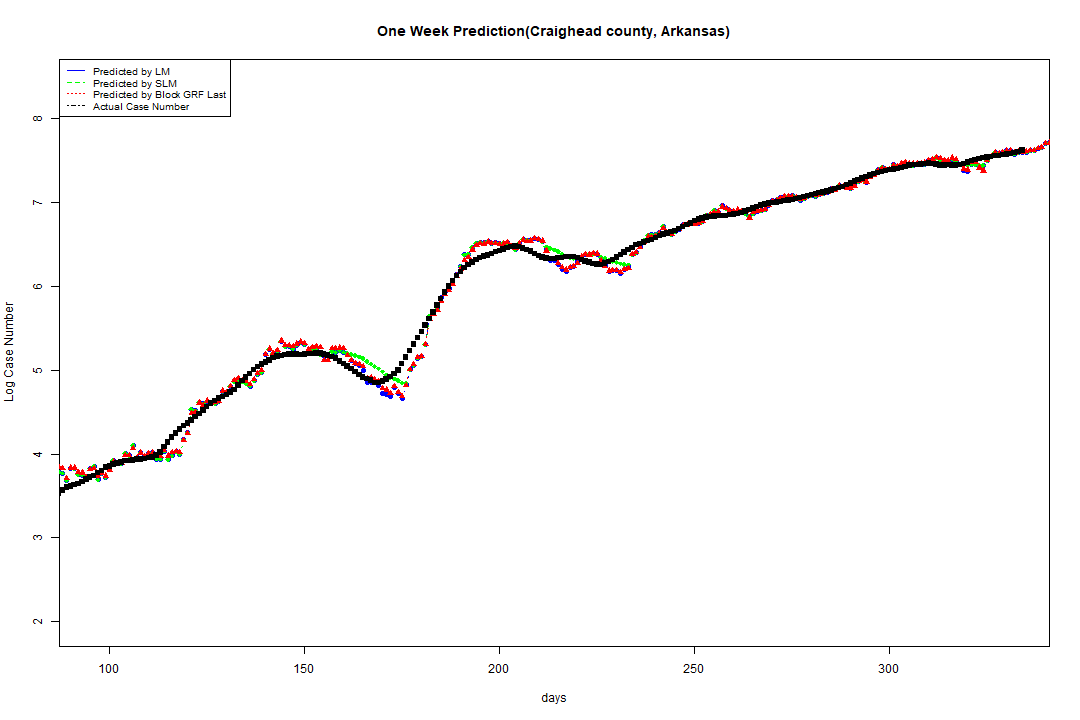 One Week Prediction(Craighead county, Arkansas)
Predicted by LM
Predicted by SLM
Predicted by Block GRF Last
Actual Case Number
8
7
6
5
4
3
2
Log Case Number
100 150 200 250 300
days